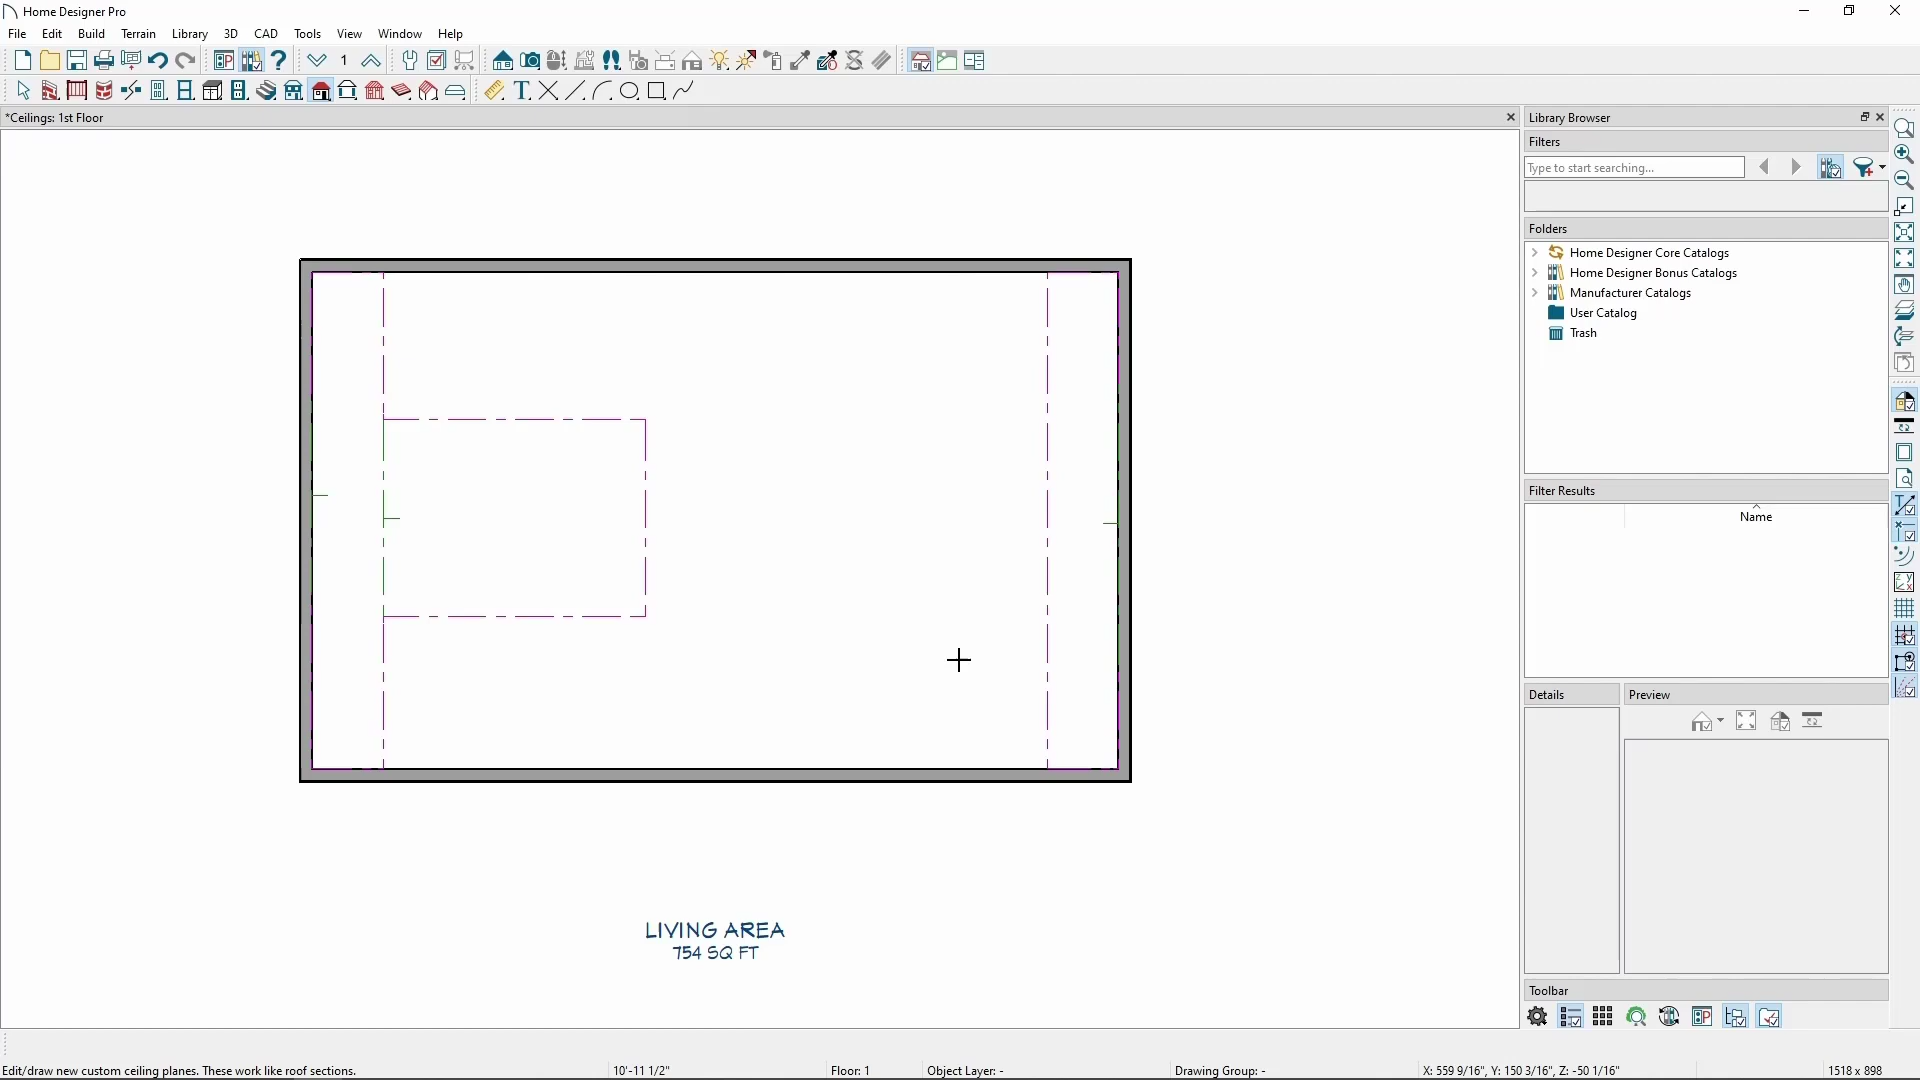 Home Designer Pro
File Edit Build Terrain Library 3D CAD Tools View Window Help
1
*Ceilings: 1st Floor
Library Browser
Filters
Type to start searching...
Folders
Home Designer Core Catalogs
Home Designer Bonus Catalogs
Manufacturer Catalogs
User Catalog
Trash
Filter Results
Name
Details Preview
LIVING AREA
754 SQ FT
Toolbar
Edit/draw new custom ceiling planes. These work like roof sections. 10'-11 1/2" Floor: 1 Object Layer: - Drawing Group: - X: 559 9/16", Y: 150 3/16", Z: -50 1/16" 1518 x 898